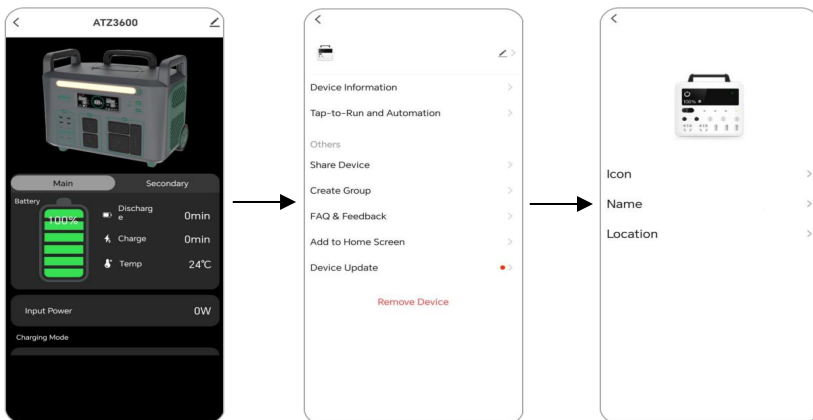 ATZ3600
Main
Secondary
Battery
100%
Discharg
e
0min
Charge
0min
Temp
24℃
Input Power
0W
Charging Mode
Device Information
Tap-to-Run and Automation
Others
Share Device
Create Group
FAQ & Feedback
Add to Home Screen
Device Update
Remove Device
100%
Icon
Name
Location